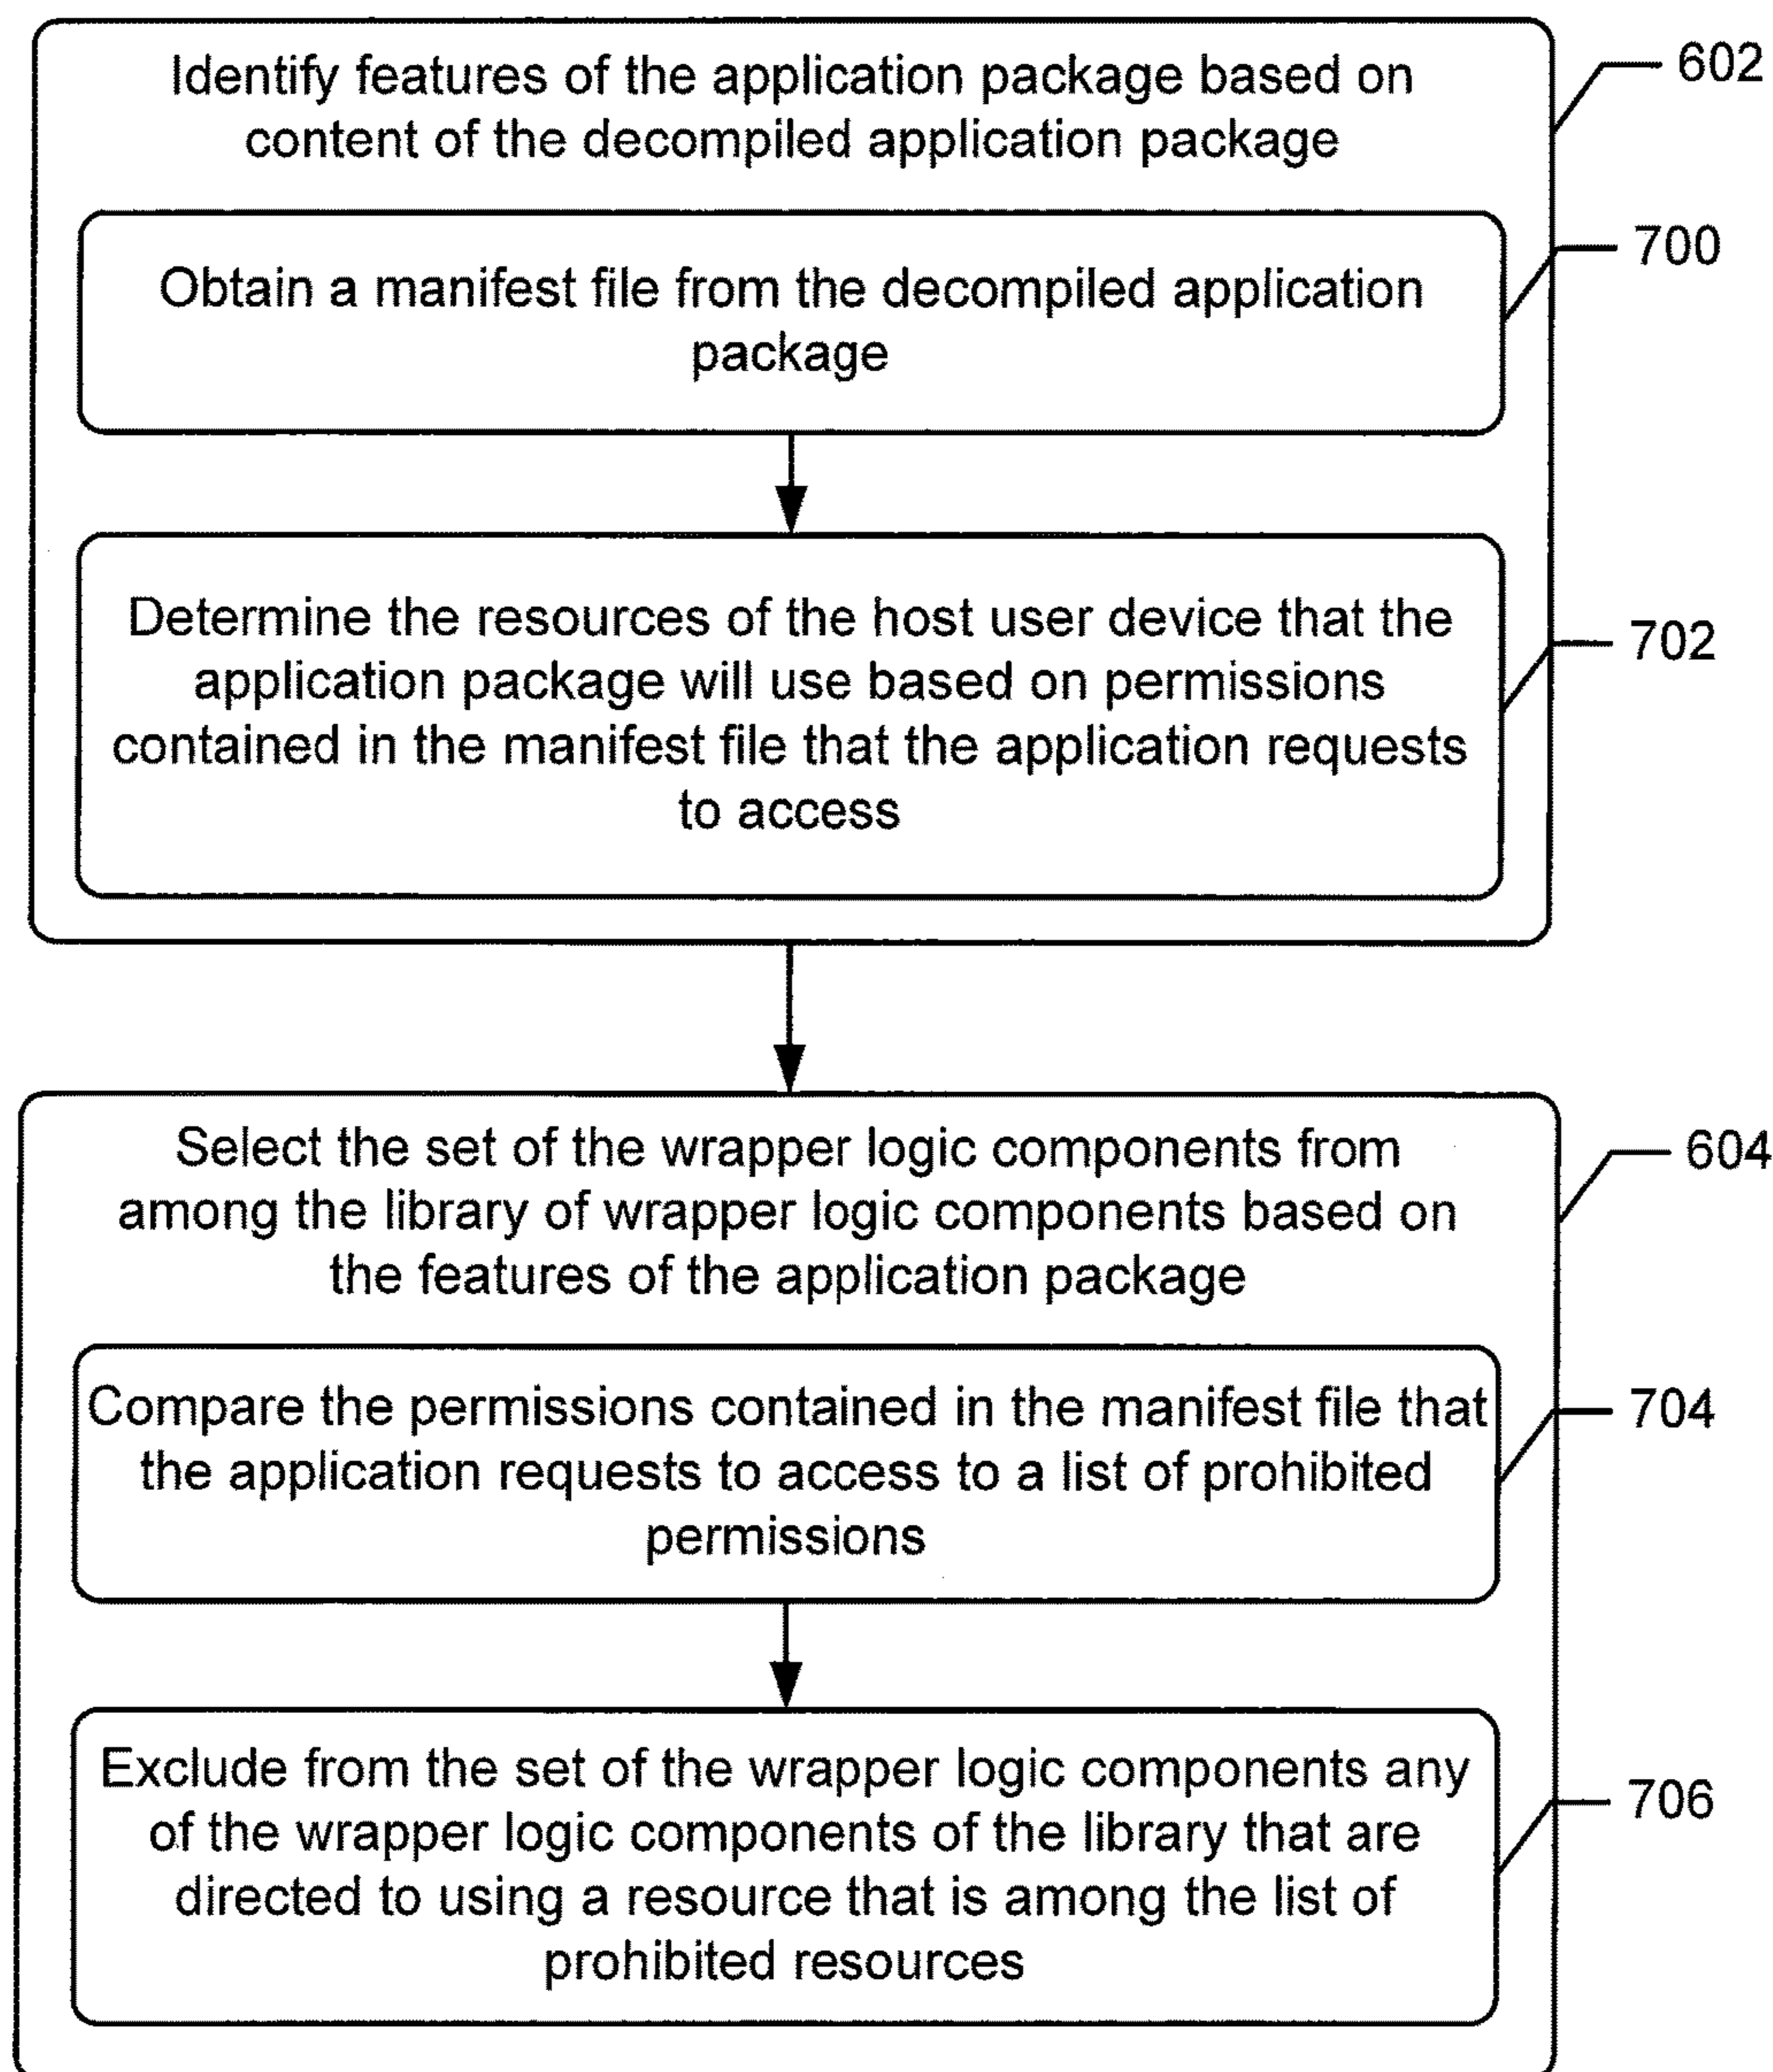 Identify features of the application package based on
content of the decompiled application package
602
Obtain a manifest file from the decompiled application
package
700
Determine the resources of the host user device that the
application package will use based on permissions
contained in the manifest file that the application requests
to access
702
Select the set of the wrapper logic components from
among the library of wrapper logic components based on
the features of the application package
604
Compare the permissions contained in the manifest file that
the application requests to access to a list of prohibited
permissions
704
Exclude from the set of the wrapper logic components any
of the wrapper logic components of the library that are
directed to using a resource that is among the list of
prohibited resources
706